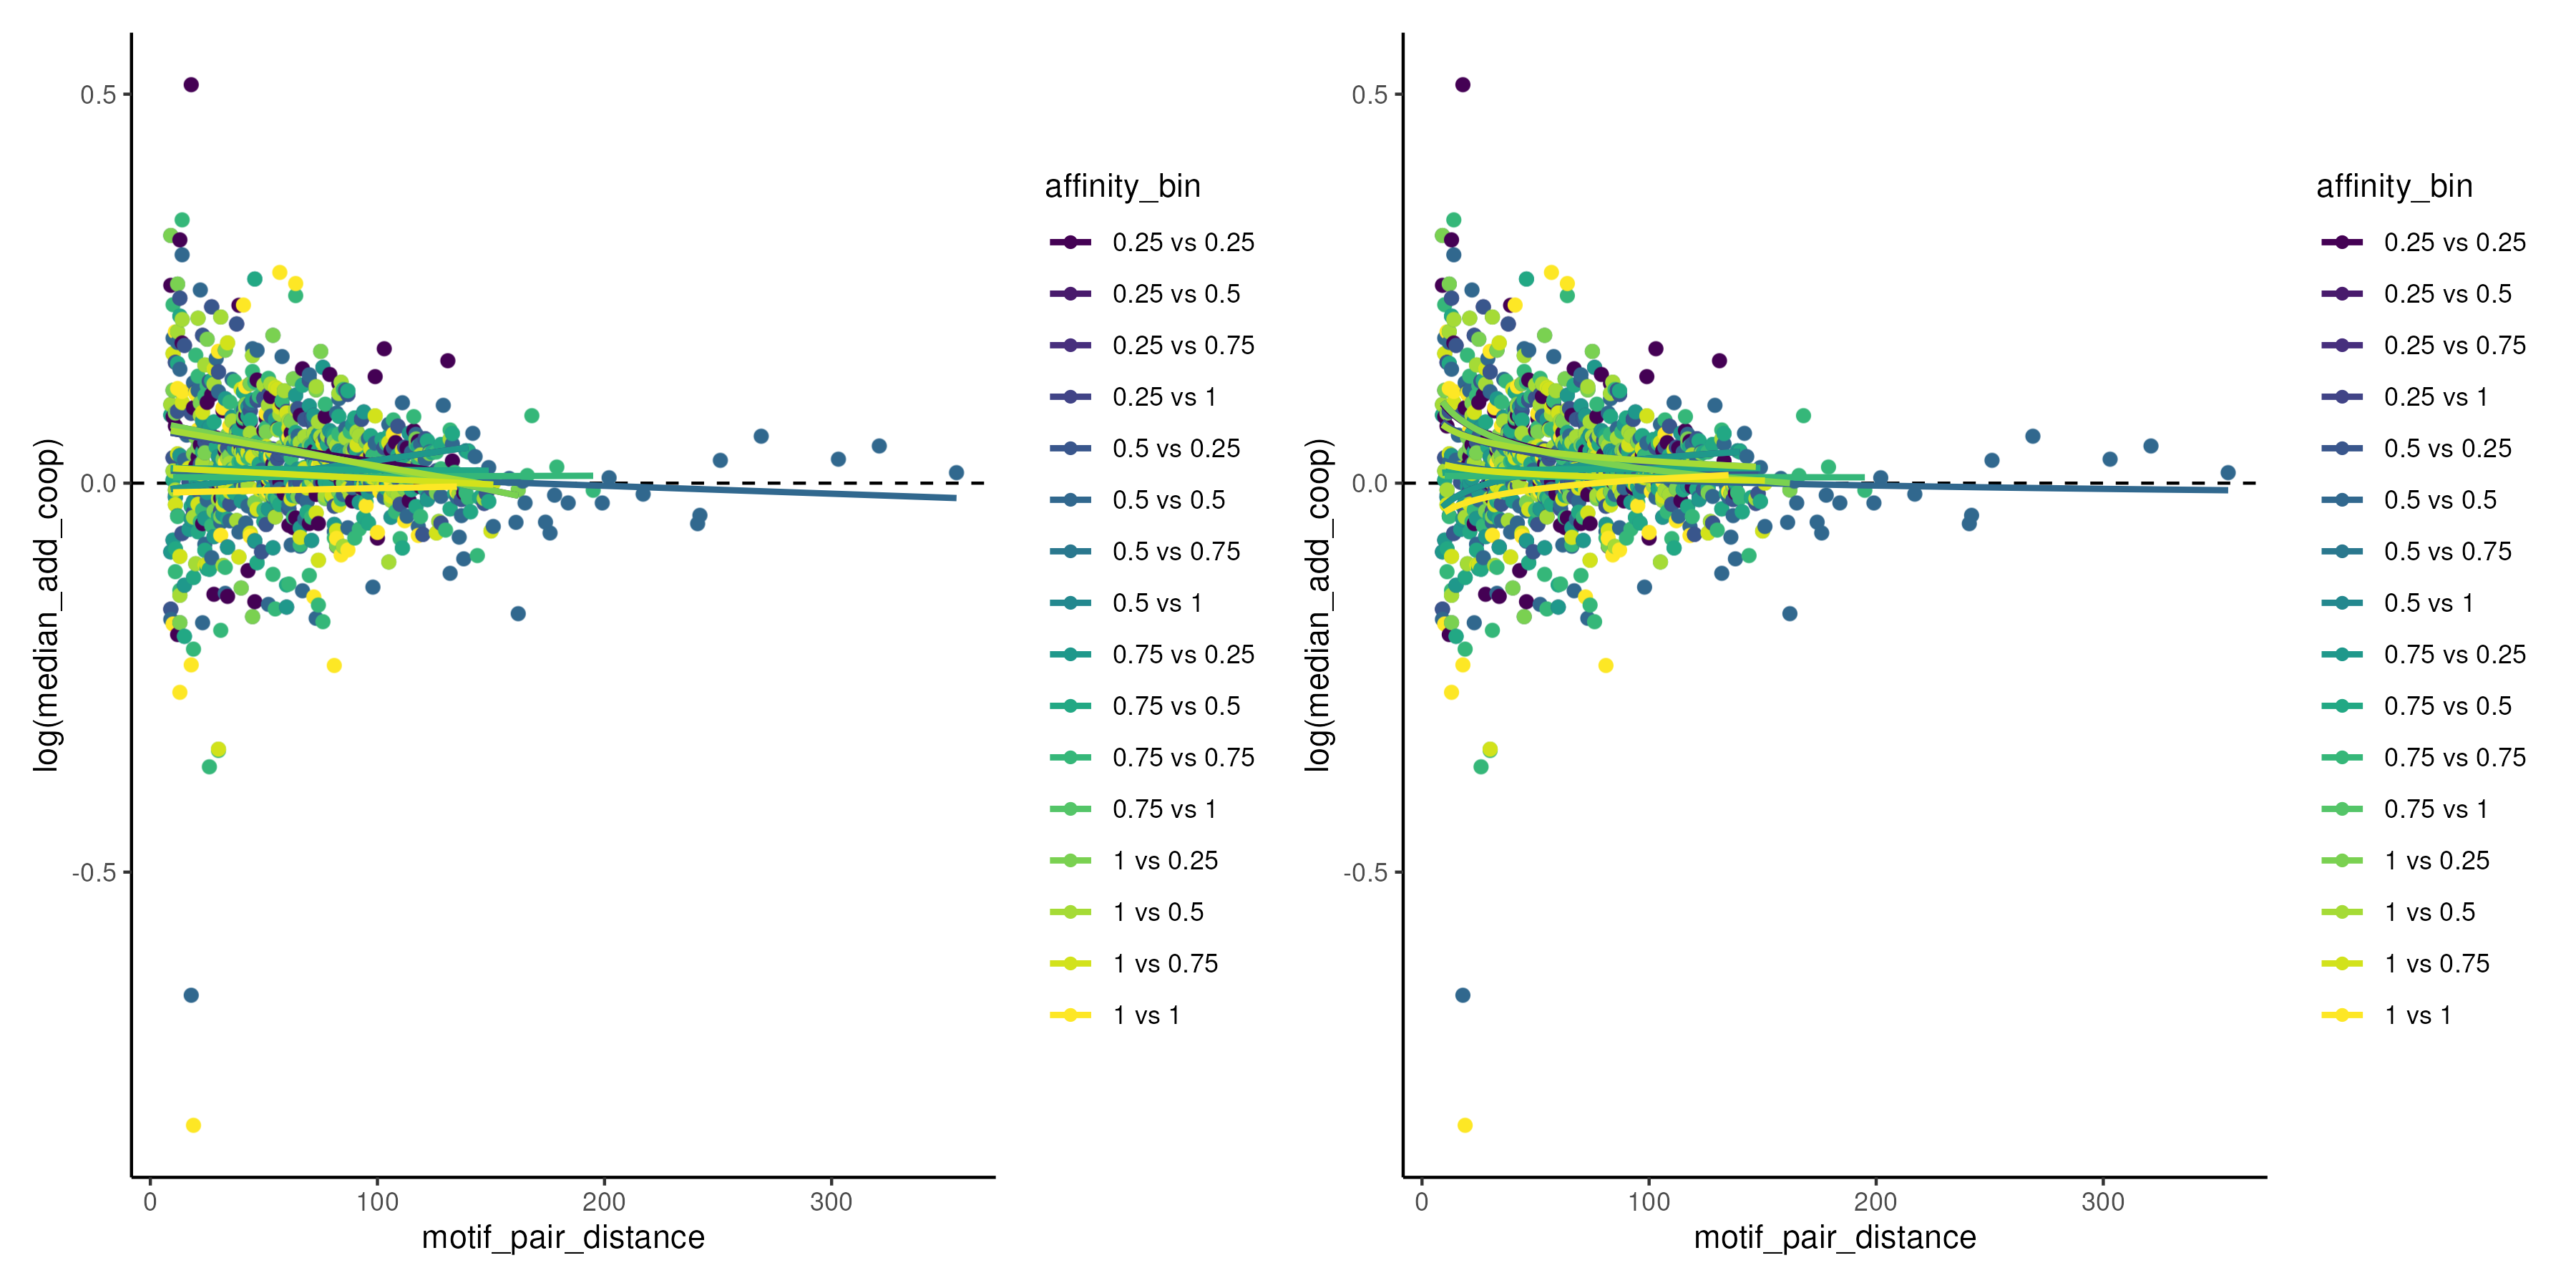 log(median_add_coop)
0.5
0.0
-0.5
0
100
200
300
motif_pair_distance
affinity_bin
0.25 vs 0.25
0.25 vs 0.5
0.25 vs 0.75
0.25 vs 1
0.5 vs 0.25
0.5 vs 0.5
0.5 vs 0.75
0.5 vs 1
0.75 vs 0.25
0.75 vs 0.5
0.75 vs 0.75
0.75 vs 1
1 vs 0.25
1 vs 0.5
1 vs 0.75
1 vs 1
log(median_add_coop)
0.5
0.0
-0.5
0
100
200
300
motif_pair_distance
affinity_bin
0.25 vs 0.25
0.25 vs 0.5
0.25 vs 0.75
0.25 vs 1
0.5 vs 0.25
0.5 vs 0.5
0.5 vs 0.75
0.5 vs 1
0.75 vs 0.25
0.75 vs 0.5
0.75 vs 0.75
0.75 vs 1
1 vs 0.25
1 vs 0.5
1 vs 0.75
1 vs 1